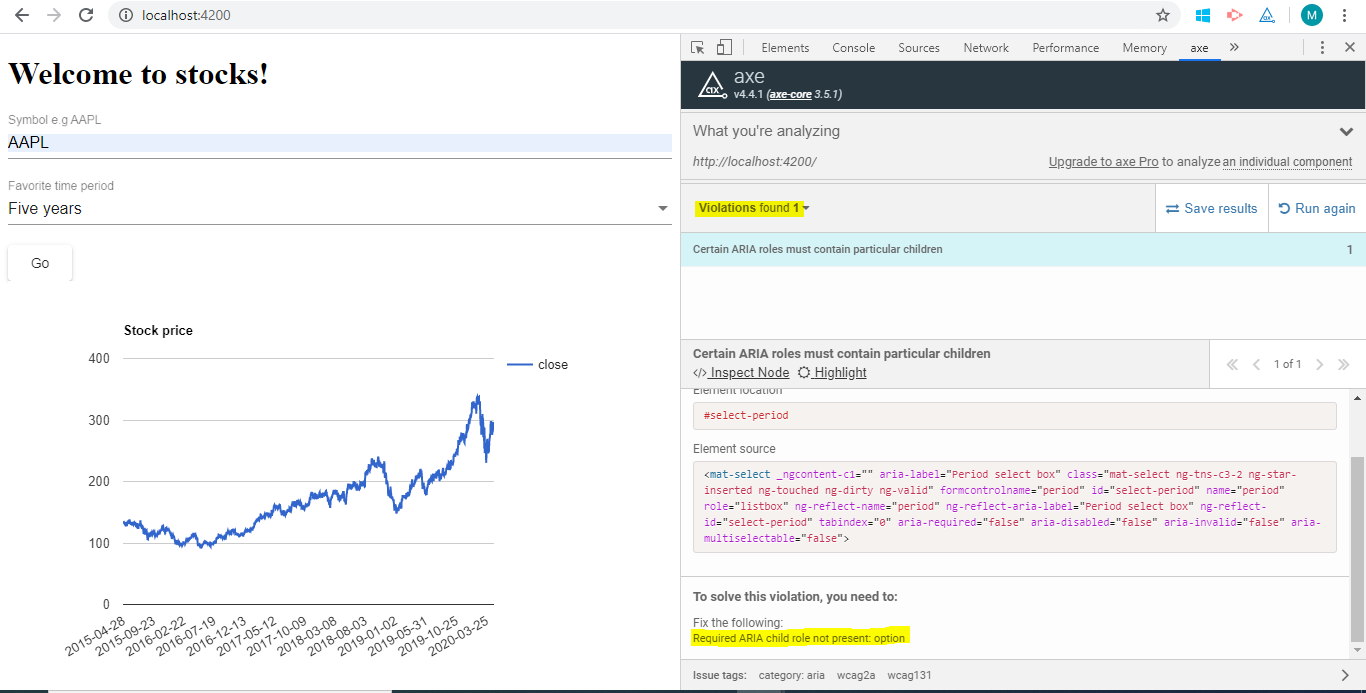 localhost:4200
M
Welcome to stocks!
Symbol e.g AAPL
AAPL
Favorite time period
Five years
Go
Stock price
400
300
200
100
0
close
2015-04-28
2015-09-23
2016-02-22
2016-07-19
2016-12-13
2017-05-12
2017-10-09
2018-03-08
2018-08-03
2019-01-02
2019-05-31
2019-10-25
2020-03-25
Elements Console Sources Network Performance Memory axe »
axe
v4.4.1 (axe-core 3.5.1)
What you're analyzing
http://localhost:4200/ Upgrade to axe Pro to analyze an individual component
Violations found 1 Save results Run again
Certain ARIA roles must contain particular children 1
Certain ARIA roles must contain particular children
</> Inspect Node Highlight 1 of 1
Element location
#select-period
Element source
<mat-select _ngcontent-c1="" aria-label="Period select box" class="mat-select ng-tns-c3-2 ng-star-
inserted ng-touched ng-dirty ng-valid" formcontrolname="period" id="select-period" name="period"
role="listbox" ng-reflect-name="period" ng-reflect-aria-label="Period select box" ng-reflect-
id="select-period" tabindex="0" aria-required="false" aria-disabled="false" aria-invalid="false" aria-
multiselectable="false">
To solve this violation, you need to:
Fix the following:
Required ARIA child role not present: option
Issue tags: category: aria wcag2a wcag131